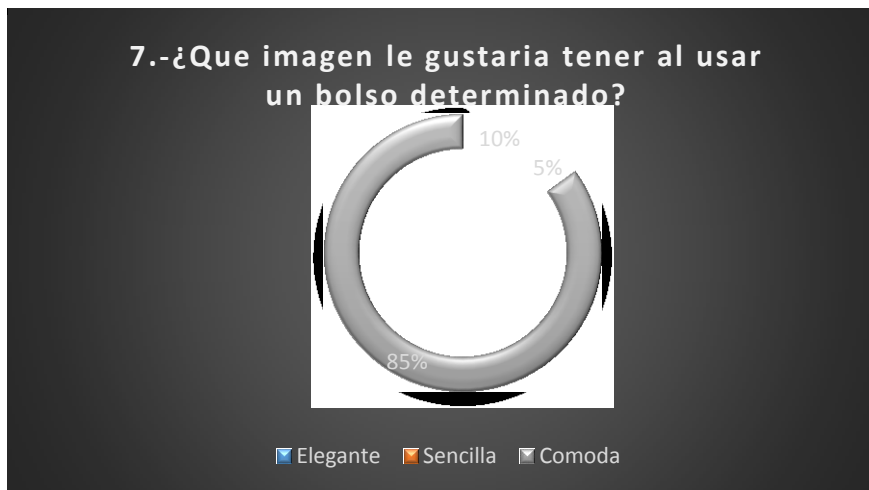 7.-¿Que imagen le gustaria tener al usar
un bolso determinado?
10%
5%
85%
Elegante Sencilla Comoda